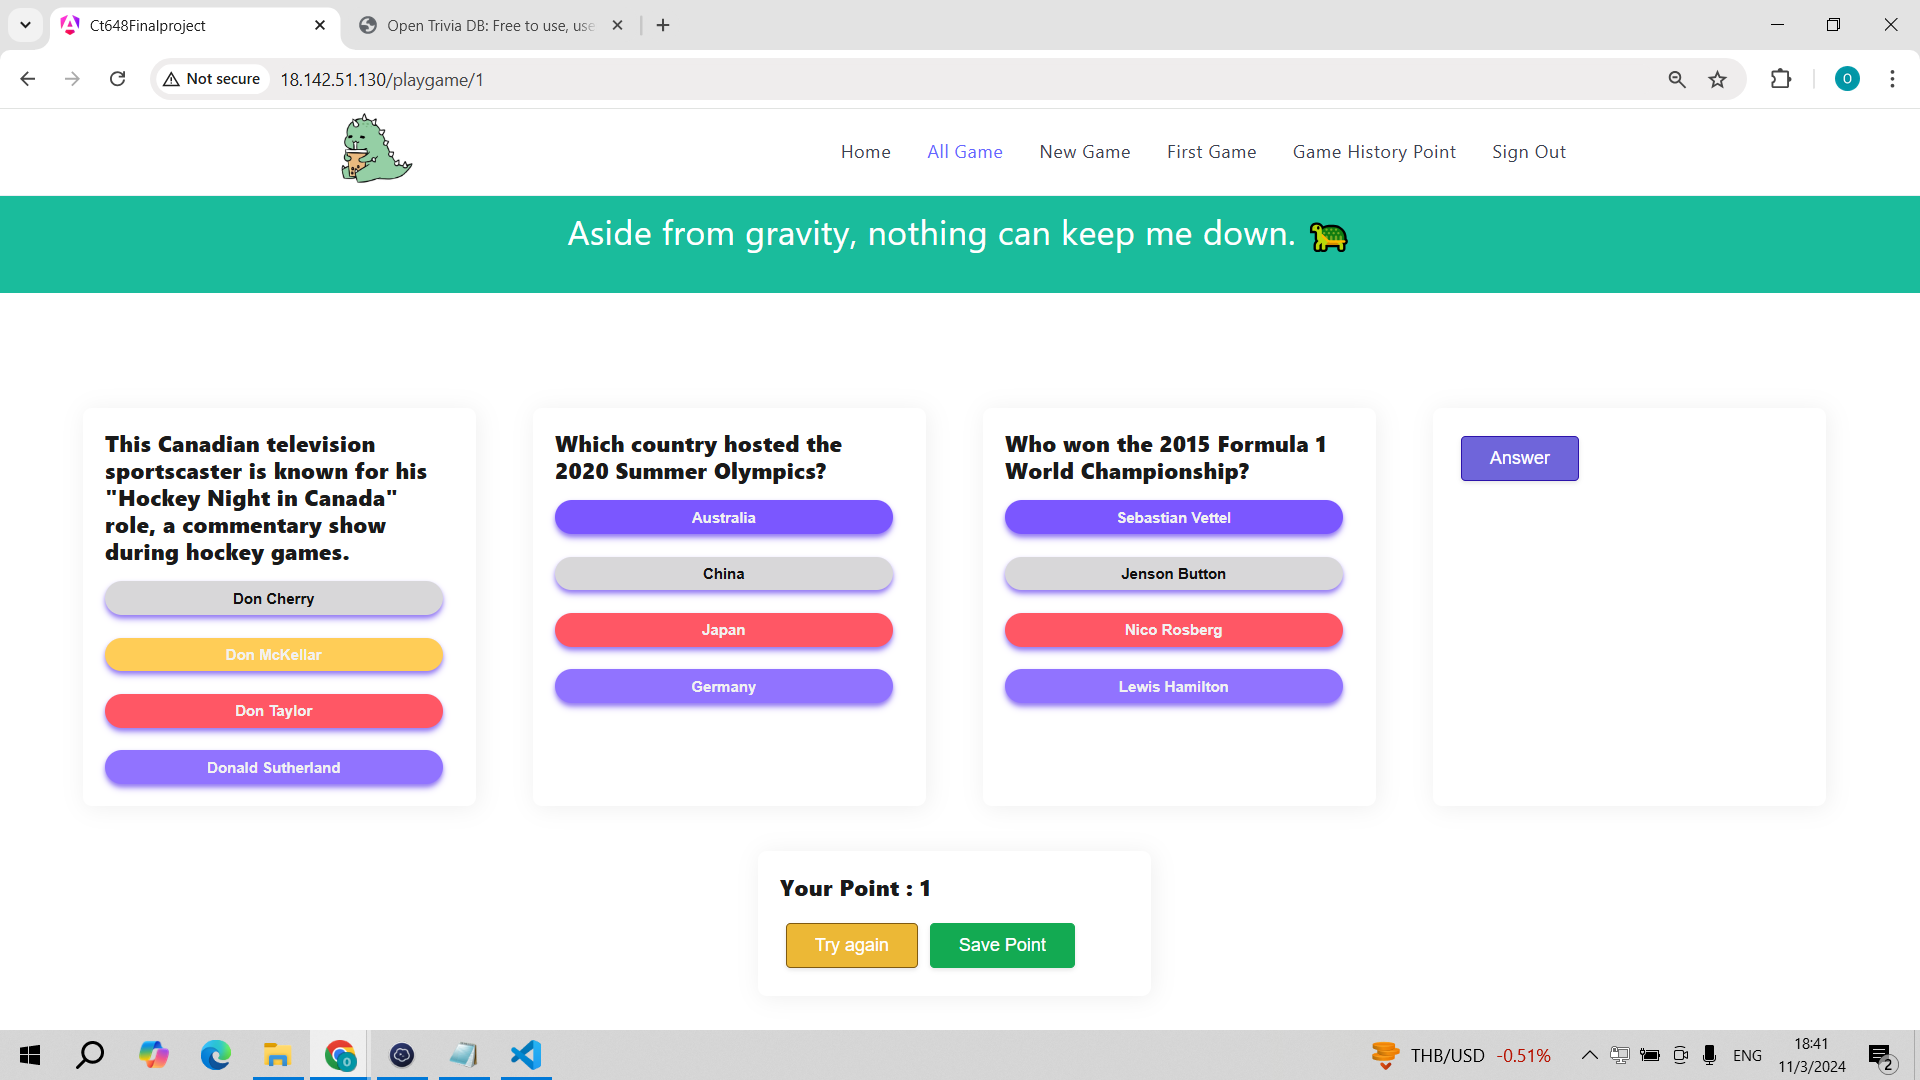 Ct648Finalproject
Open Trivia DB: Free to use, use
Not secure
18.142.51.130/playgame/1
O
Home
All Game
New Game
First Game
Game History Point
Sign Out
Aside from gravity, nothing can keep me down. 🐢
This Canadian television
sportscaster is known for his
"Hockey Night in Canada"
role, a commentary show
during hockey games.
Don Cherry
Don McKellar
Don Taylor
Donald Sutherland
Which country hosted the
2020 Summer Olympics?
Australia
China
Japan
Germany
Who won the 2015 Formula 1
World Championship?
Sebastian Vettel
Jenson Button
Nico Rosberg
Lewis Hamilton
Answer
Your Point : 1
Try again
Save Point
THB/USD -0.51%
ENG
18:41
11/3/2024
2